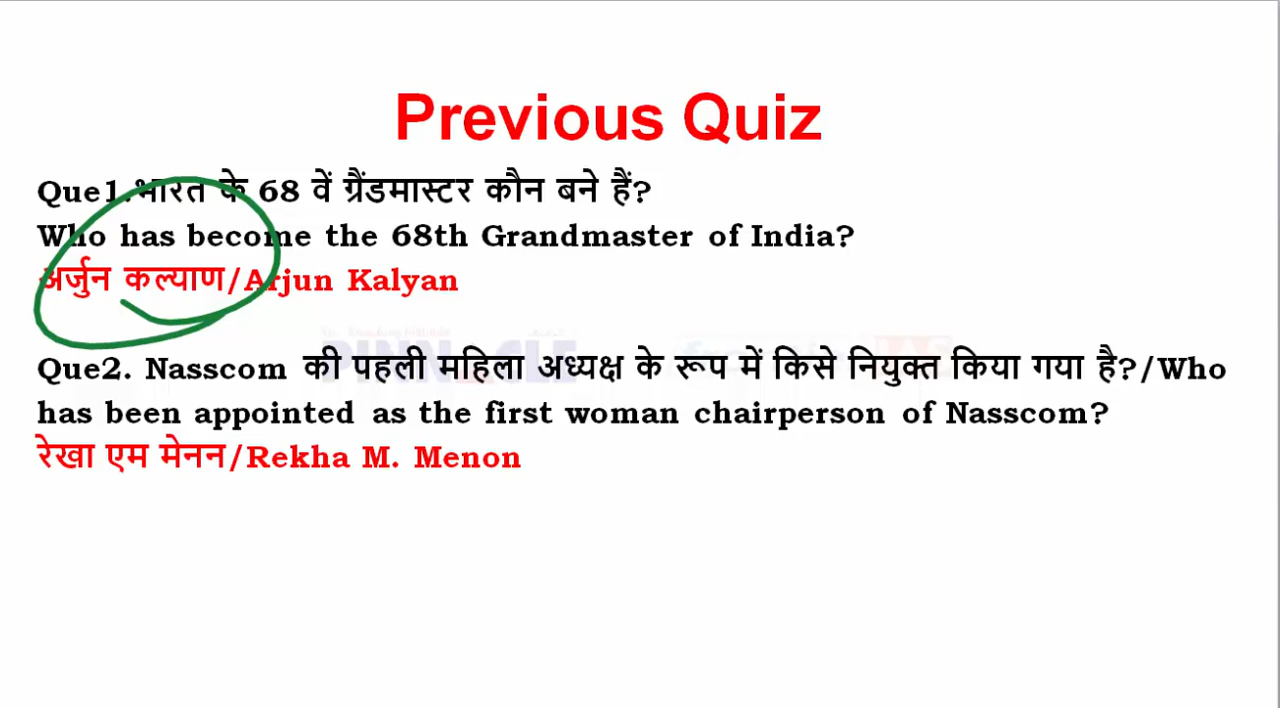 Previous Quiz
Que1.भारत के 68 वें ग्रैंडमास्टर कौन बने हैं?
Who has become the 68th Grandmaster of India?
अर्जुन कल्याण/Arjun Kalyan
PINNACLE
Que2. Nasscom की पहली महिला अध्यक्ष के रूप में किसे नियुक्त किया गया है?/Who
has been appointed as the first woman chairperson of Nasscom?
रेखा एम मेनन/Rekha M. Menon